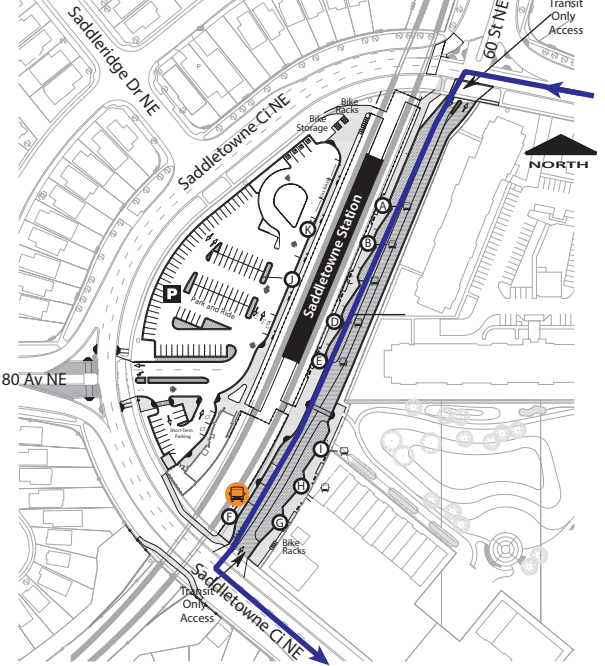 Transit
Only
Access
60 St NE
Saddleridge Dr NE
Saddletowne Ci NE
Bike
Racks
Bike
Storage
NORTH
P
A
K
B
Saddletowne Station
J
P
Park and Ride
D
E
80 Av NE
Short-Term
Parking
I
H
F
G
Bike
Racks
Saddletowne Ci NE
Transit
Only
Access